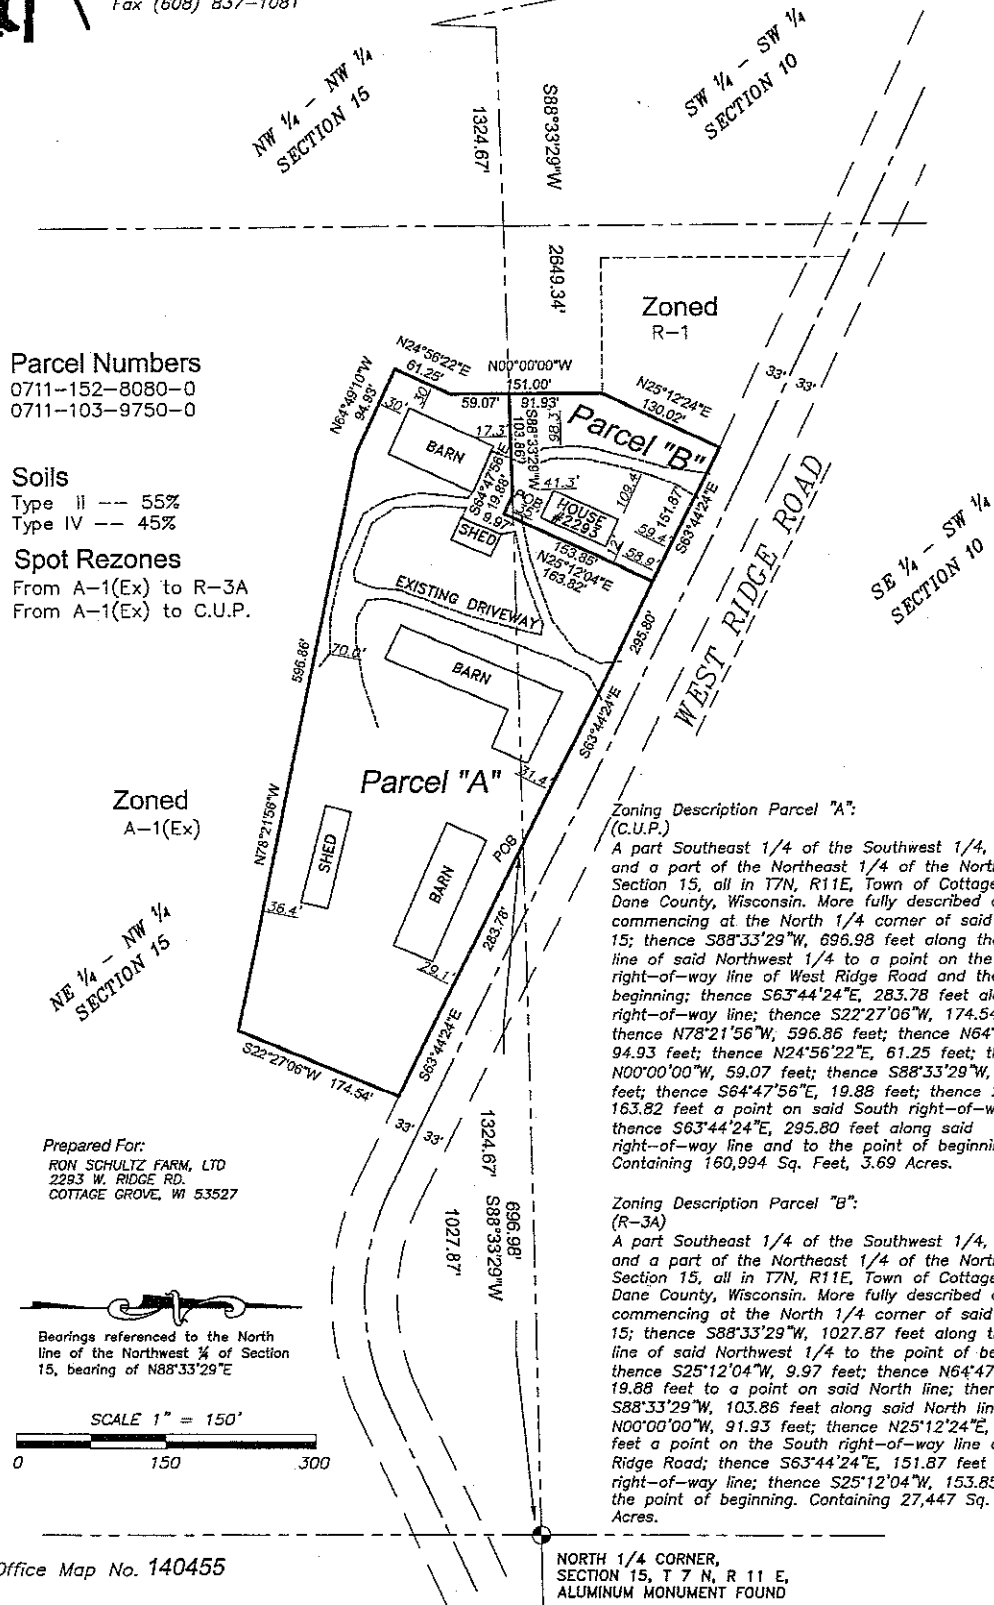 Fax (608) 837-1081
NW 1/4 - NW 1/4
SECTION 15
SW 1/4 - SW 1/4
SECTION 10
1324.67'
S88°33'29"W
2649.34'
Zoned
R-1
33'
33'
Parcel Numbers
0711-152-8080-0
0711-103-9750-0
Soils
Type II -- 55%
Type IV -- 45%
Spot Rezones
From A-1(Ex) to R-3A
From A-1(Ex) to C.U.P.
N24°56'22"E
61.25'
N00°00'00"W
151.00'
59.07'
91.93'
N25°12'24"E
130.02'
N64°49'10"W
94.93'
30'
30'
BARN
17.3'
S64°47'56"E
19.88'
9.97'
S88°33'29"W
103.86'
Parcel "B"
41.3'
109.4'
POB
HOUSE
#2293
12'
59.4'
58.9'
151.87'
S63°44'24"E
SHED
153.85'
N25°12'04"E
163.82'
EXISTING DRIVEWAY
295.80'
S63°44'24"E
WEST RIDGE ROAD
SE 1/4 - SW 1/4
SECTION 10
596.86'
N78°21'56"W
70.0'
BARN
31.4'
Parcel "A"
Zoned
A-1(Ex)
SHED
BARN
POB
36.4'
29.1'
283.78'
S63°44'24"E
NE 1/4 - NW 1/4
SECTION 15
S22°27'06"W 174.54'
33'
33'
Zoning Description Parcel "A":
(C.U.P.)
A part Southeast 1/4 of the Southwest 1/4,
and a part of the Northeast 1/4 of the Nort
Section 15, all in T7N, R11E, Town of Cottage
Dane County, Wisconsin. More fully described
commencing at the North 1/4 corner of said
15; thence S88°33'29"W, 696.98 feet along th
line of said Northwest 1/4 to a point on the
right-of-way line of West Ridge Road and the
beginning; thence S63°44'24"E, 283.78 feet al
right-of-way line; thence S22°27'06"W, 174.54
thence N78°21'56"W, 596.86 feet; thence N64°
94.93 feet; thence N24°56'22"E, 61.25 feet; t
N00°00'00"W, 59.07 feet; thence S88°33'29"W,
feet; thence S64°47'56"E, 19.88 feet; thence
163.82 feet a point on said South right-of-w
thence S63°44'24"E, 295.80 feet along said
right-of-way line and to the point of beginni
Containing 160,994 Sq. Feet, 3.69 Acres.
Prepared For:
RON SCHULTZ FARM, LTD
2293 W. RIDGE RD.
COTTAGE GROVE, WI 53527
1324.67'
696.98'
S88°33'29"W
1027.87'
Zoning Description Parcel "B":
(R-3A)
A part Southeast 1/4 of the Southwest 1/4,
and a part of the Northeast 1/4 of the Nort
Section 15, all in T7N, R11E, Town of Cottage
Dane County, Wisconsin. More fully described
commencing at the North 1/4 corner of said
15; thence S88°33'29"W, 1027.87 feet along t
line of said Northwest 1/4 to the point of be
thence S25°12'04"W, 9.97 feet; thence N64°47
19.88 feet to a point on said North line; then
S88°33'29"W, 103.86 feet along said North lin
N00°00'00"W, 91.93 feet; thence N25°12'24"E,
feet a point on the South right-of-way line
Ridge Road; thence S63°44'24"E, 151.87 feet
right-of-way line; thence S25°12'04"W, 153.85
the point of beginning. Containing 27,447 Sq.
Acres.
Bearings referenced to the North
line of the Northwest ¼ of Section
15, bearing of N88°33'29"E
SCALE 1" = 150'
0 150 300
Office Map No. 140455
NORTH 1/4 CORNER,
SECTION 15, T 7 N, R 11 E,
ALUMINUM MONUMENT FOUND